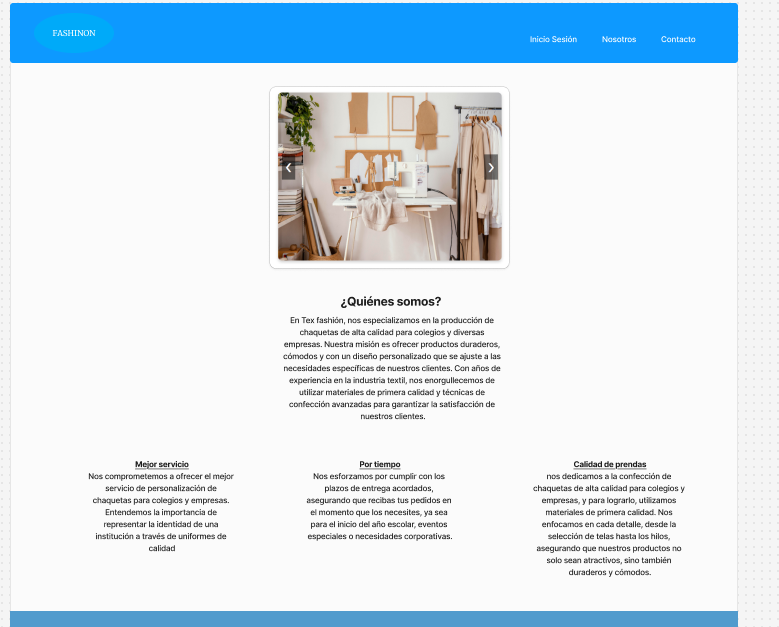 FASHINON
Inicio Sesión Nosotros Contacto
¿Quiénes somos?
En Tex fashión, nos especializamos en la producción de
chaquetas de alta calidad para colegios y diversas
empresas. Nuestra misión es ofrecer productos duraderos,
cómodos y con un diseño personalizado que se ajuste a las
necesidades específicas de nuestros clientes. Con años de
experiencia en la industria textil, nos enorgullecemos de
utilizar materiales de primera calidad y técnicas de
confección avanzadas para garantizar la satisfacción de
nuestros clientes.
Mejor servicio
Nos comprometemos a ofrecer el mejor
servicio de personalización de
chaquetas para colegios y empresas.
Entendemos la importancia de
representar la identidad de una
institución a través de uniformes de
calidad
Por tiempo
Nos esforzamos por cumplir con los
plazos de entrega acordados,
asegurando que recibas tus pedidos en
el momento que los necesites, ya sea
para el inicio del año escolar, eventos
especiales o necesidades corporativas.
Calidad de prendas
nos dedicamos a la confección de
chaquetas de alta calidad para colegios y
empresas, y para lograrlo, utilizamos
materiales de primera calidad. Nos
enfocamos en cada detalle, desde la
selección de telas hasta los hilos,
asegurando que nuestros productos no
solo sean atractivos, sino también
duraderos y cómodos.